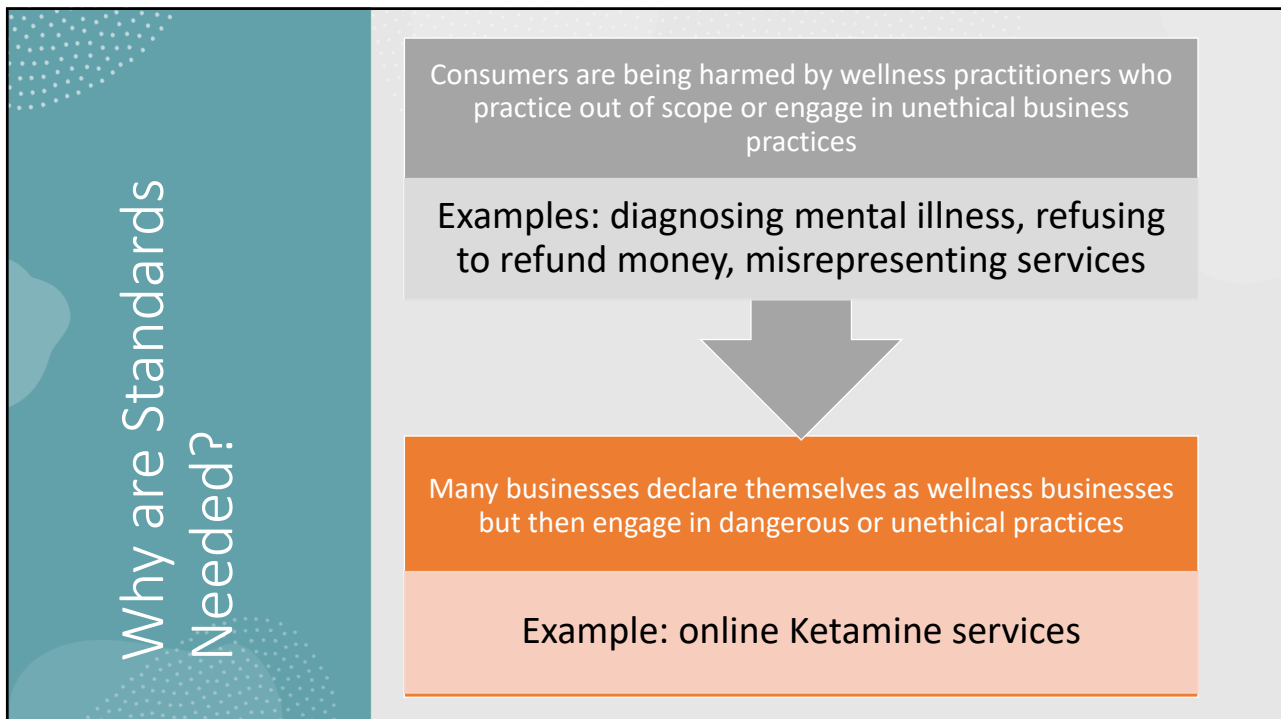 Why are Standards
Needed?
Consumers are being harmed by wellness practitioners who
practice out of scope or engage in unethical business
practices
Examples: diagnosing mental illness, refusing
to refund money, misrepresenting services
Many businesses declare themselves as wellness businesses
but then engage in dangerous or unethical practices
Example: online Ketamine services